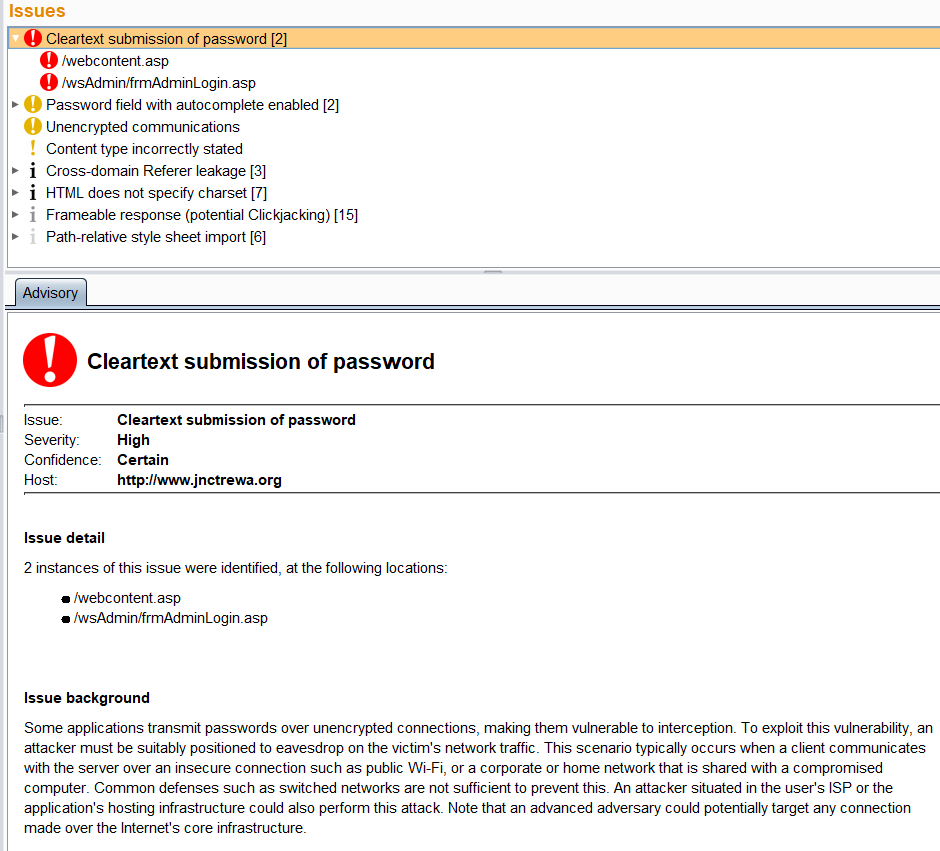 Issues
Cleartext submission of password [2]
/webcontent.asp
/wsAdmin/frmAdminLogin.asp
Password field with autocomplete enabled [2]
Unencrypted communications
Content type incorrectly stated
Cross-domain Referer leakage [3]
HTML does not specify charset [7]
Frameable response (potential Clickjacking) [15]
Path-relative style sheet import [6]
Advisory
Cleartext submission of password
Issue: Cleartext submission of password
Severity: High
Confidence: Certain
Host: http://www.jnctrewa.org
Issue detail
2 instances of this issue were identified, at the following locations:
/webcontent.asp
/wsAdmin/frmAdminLogin.asp
Issue background
Some applications transmit passwords over unencrypted connections, making them vulnerable to interception. To exploit this vulnerability, an
attacker must be suitably positioned to eavesdrop on the victim's network traffic. This scenario typically occurs when a client communicates
with the server over an insecure connection such as public Wi-Fi, or a corporate or home network that is shared with a compromised
computer. Common defenses such as switched networks are not sufficient to prevent this. An attacker situated in the user's ISP or the
application's hosting infrastructure could also perform this attack. Note that an advanced adversary could potentially target any connection
made over the Internet's core infrastructure.